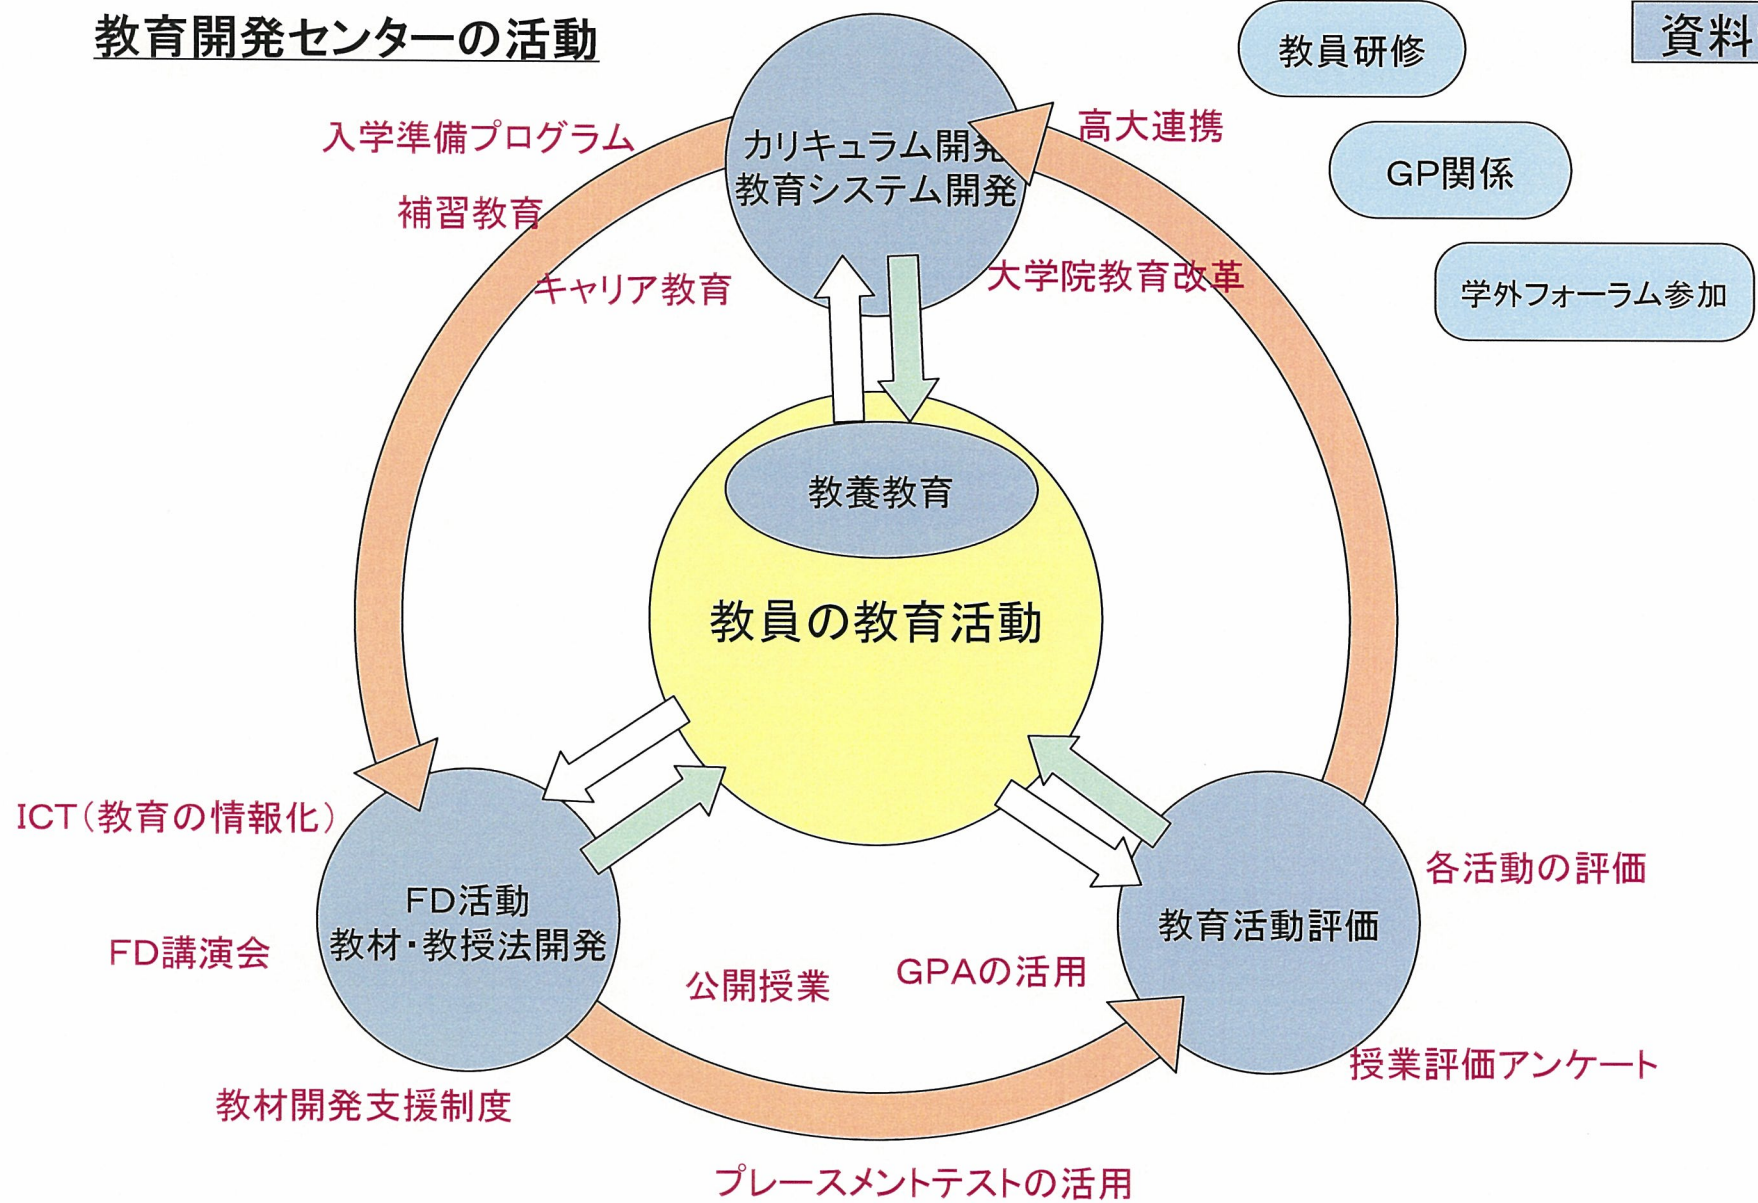 教育開発センターの活動
教員研修
資料
入学準備プログラム
カリキュラム開発
教育システム開発
高大連携
GP関係
補習教育
キャリア教育
大学院教育改革
学外フォーラム参加
教養教育
教員の教育活動
ICT(教育の情報化)
FD活動
教材・教授法開発
FD講演会
教材開発支援制度
公開授業
GPAの活用
教育活動評価
各活動の評価
授業評価アンケート
プレースメントテストの活用